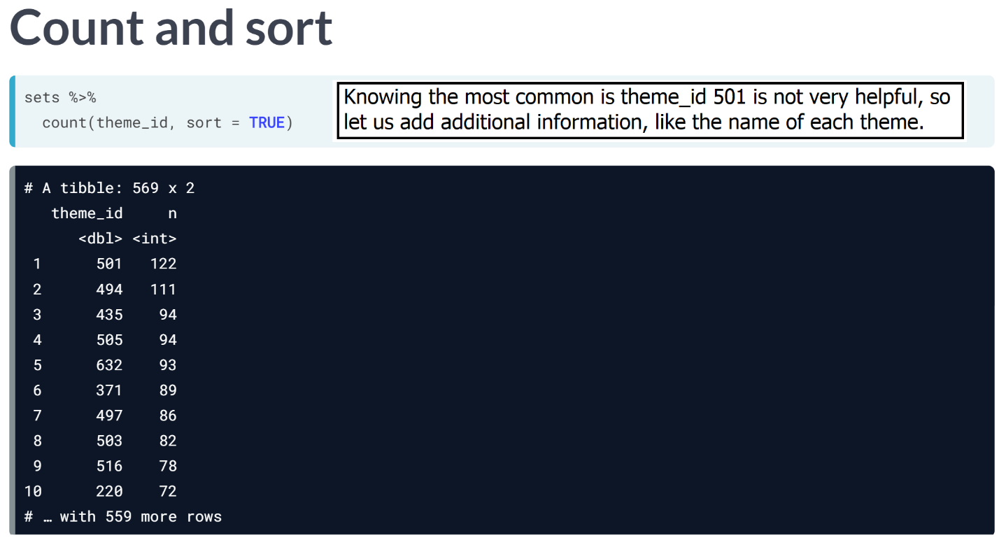 Count and sort
sets %>%
count(theme_id, sort = TRUE)
Knowing the most common is theme_id 501 is not very helpful, so
let us add additional information, like the name of each theme.
# A tibble: 569 x 2
theme_id n
<dbl> <int>
1 501 122
2 494 111
3 435 94
4 505 94
5 632 93
6 371 89
7 497 86
8 503 82
9 516 78
10 220 72
# … with 559 more rows